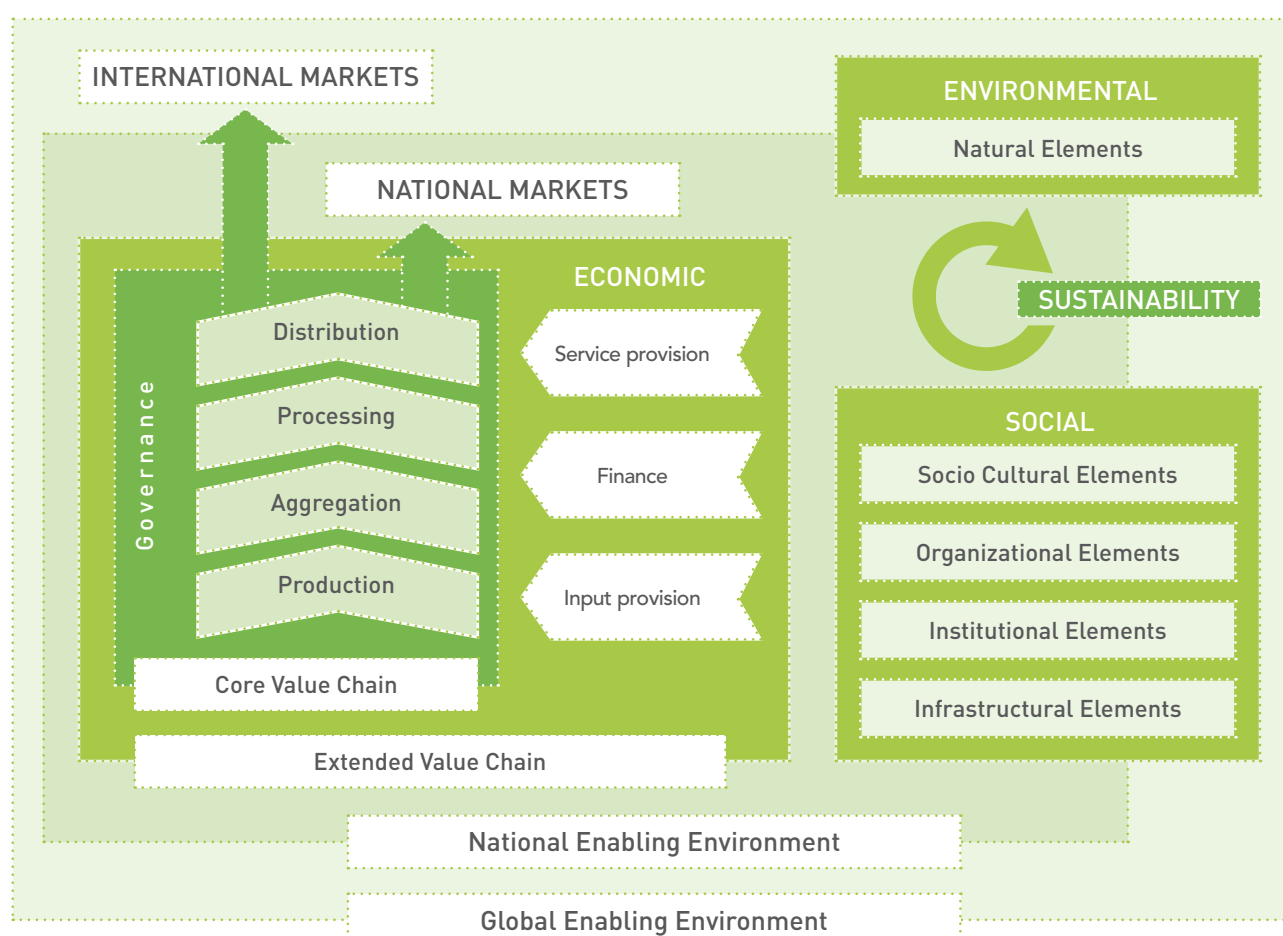 INTERNATIONAL MARKETS
NATIONAL MARKETS
ENVIRONMENTAL
Natural Elements
SUSTAINABILITY
ECONOMIC
Governance
Distribution
Processing
Aggregation
Production
Service provision
Finance
Input provision
SOCIAL
Socio Cultural Elements
Organizational Elements
Institutional Elements
Infrastructural Elements
Core Value Chain
Extended Value Chain
National Enabling Environment
Global Enabling Environment